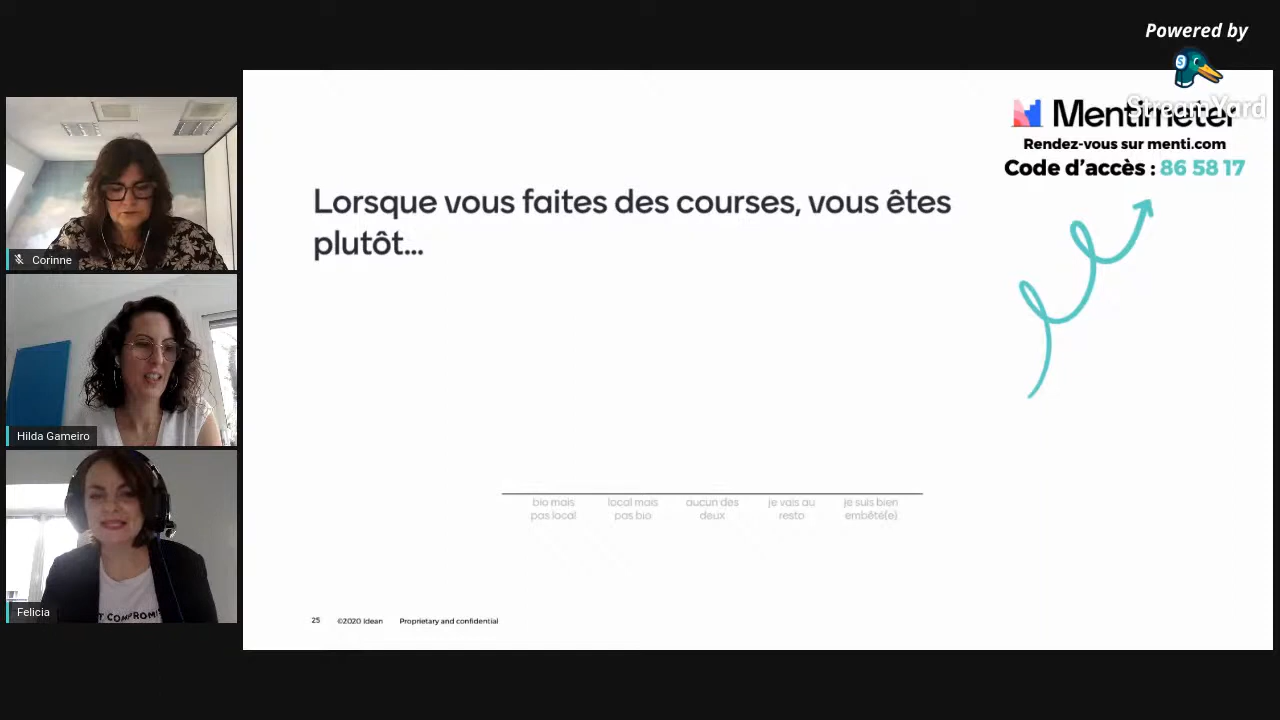 Powered by
StreamYard
Mentimeter
Rendez-vous sur menti.com
Code d’accès : 86 58 17
Lorsque vous faites des courses, vous êtes
plutôt...
bio mais
pas local
local mais
pas bio
aucun des
deux
je vais au
resto
je suis bien
embêté(e)
25 ©2020 Idean Proprietary and confidential
Corinne
Hilda Gameiro
T COMPROMIS
Felicia